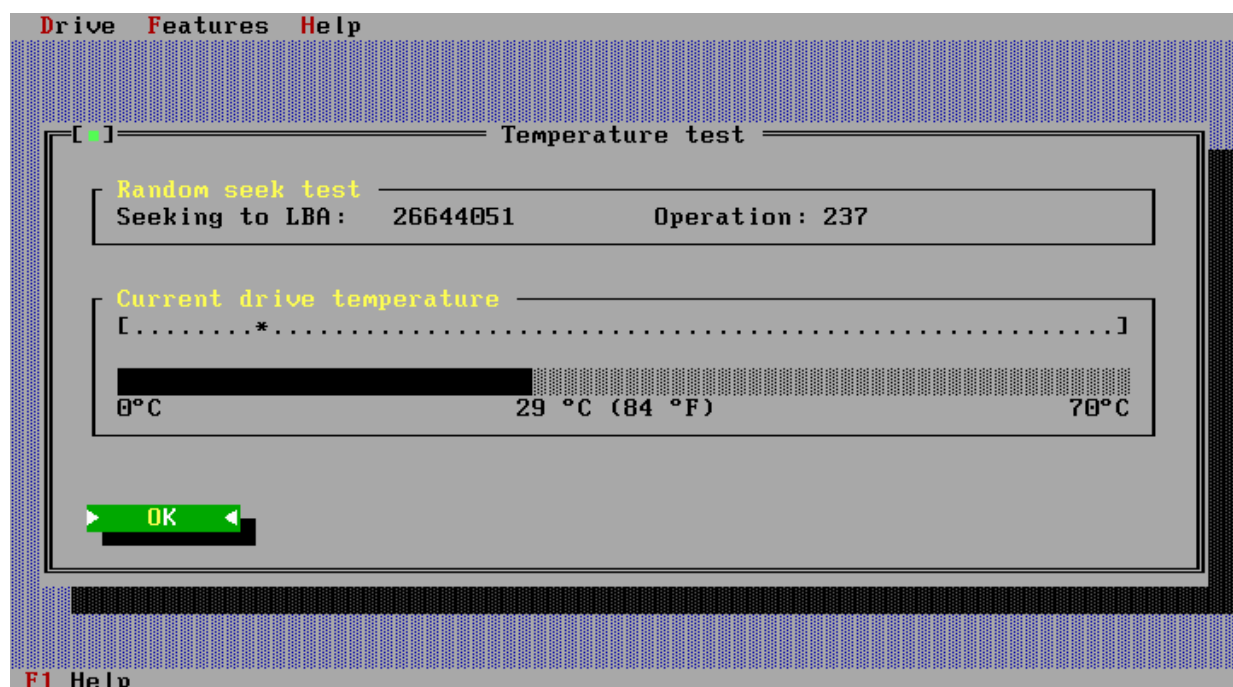 Drive Features Help
[■] Temperature test
Random seek test
Seeking to LBA: 26644051 Operation: 237
Current drive temperature
[........*.......................................................]
0°C 29 °C (84 °F) 70°C
OK
F1 Help